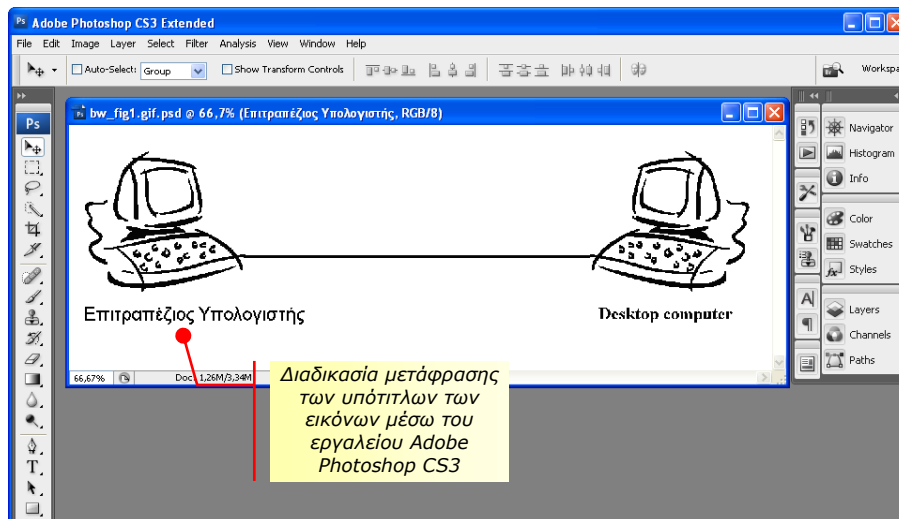 Ps Adobe Photoshop CS3 Extended
File Edit Image Layer Select Filter Analysis View Window Help
Auto-Select: Group Show Transform Controls
Workspa
bw_fig1.gif.psd @ 66,7% (Επιτραπέζιος Υπολογιστής, RGB/8)
Ps
Navigator
Histogram
Info
Color
Swatches
Styles
Layers
Channels
Paths
Επιτραπέζιος Υπολογιστής
Desktop computer
66,67% Doc: 1,26M/3,34M
Διαδικασία μετάφρασης
των υπότιτλων των
εικόνων μέσω του
εργαλείου Adobe
Photoshop CS3